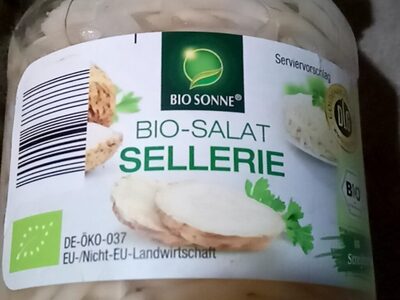 BIO SONNE®
Serviervorschlag
BIO-SALAT
SELLERIE
DLG
BIO
DE-ÖKO-037
EU-/Nicht-EU-Landwirtschaft